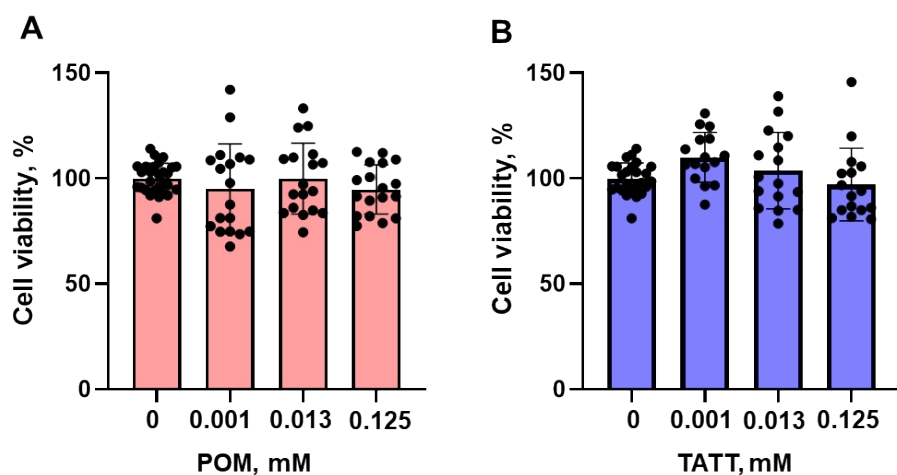 A
Cell viability, %
150
100
50
0
0 0.001 0.013 0.125
POM, mM
B
Cell viability, %
150
100
50
0
0 0.001 0.013 0.125
TATT, mM